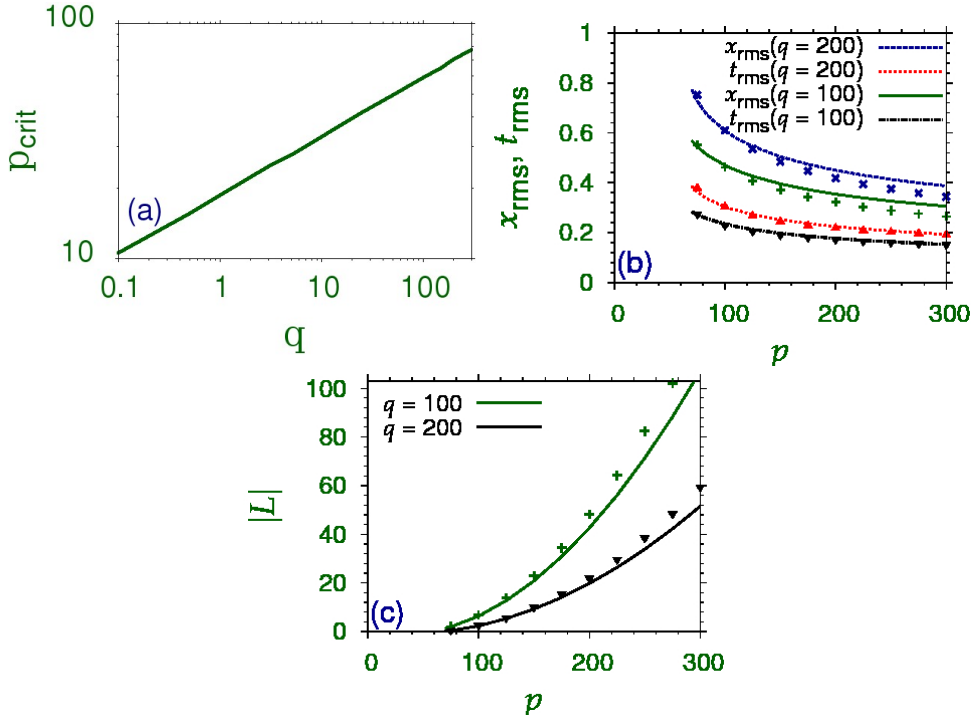 100
p_crit
(a)
10
0.1 1 10 100
q
1
0.8
0.6
0.4
0.2
0
x_rms, t_rms
x_rms(q = 200)
t_rms(q = 200)
x_rms(q = 100)
t_rms(q = 100)
(b)
0 100 200 300
p
100
80
60
40
20
0
|L|
q = 100
q = 200
(c)
0 100 200 300
p